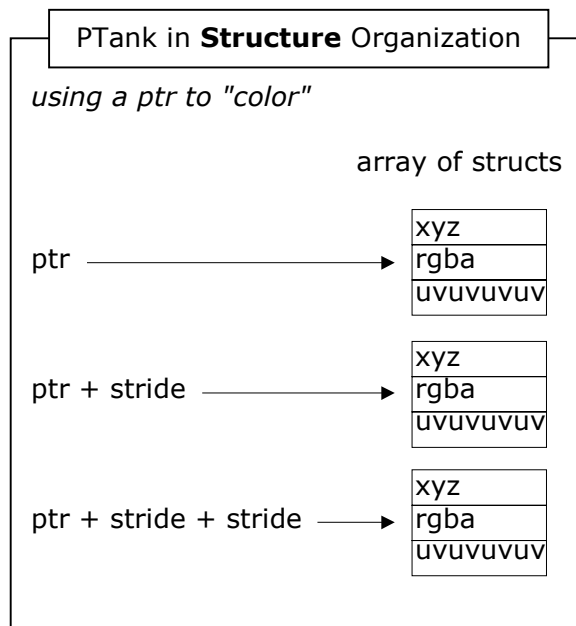 PTank in Structure Organization
using a ptr to "color"
array of structs
xyz
ptr rgba
uvuvuvuv
xyz
ptr + stride rgba
uvuvuvuv
xyz
ptr + stride + stride rgba
uvuvuvuv